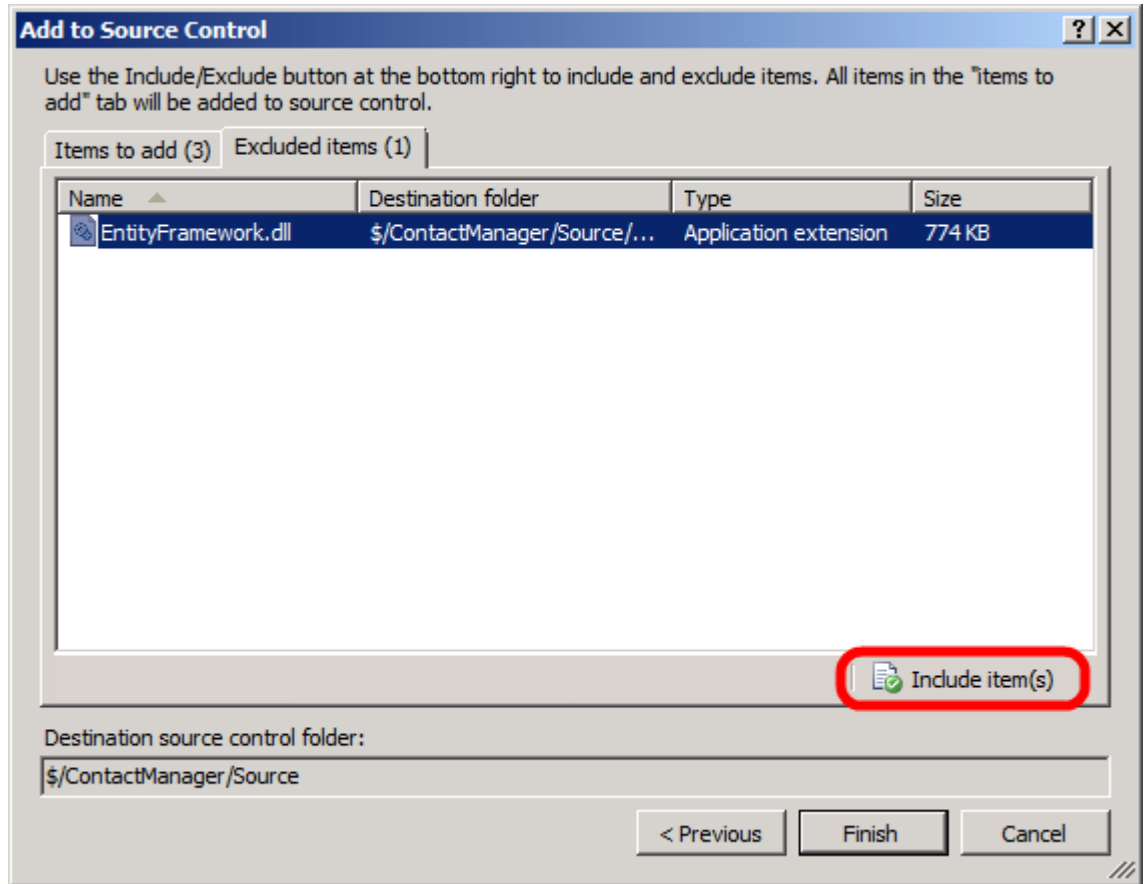 Add to Source Control
Use the Include/Exclude button at the bottom right to include and exclude items. All items in the "items to
add" tab will be added to source control.
Items to add (3) Excluded items (1)
Name Destination folder Type Size
EntityFramework.dll $/ContactManager/Source/... Application extension 774 KB
Include item(s)
Destination source control folder:
$/ContactManager/Source
< Previous Finish Cancel